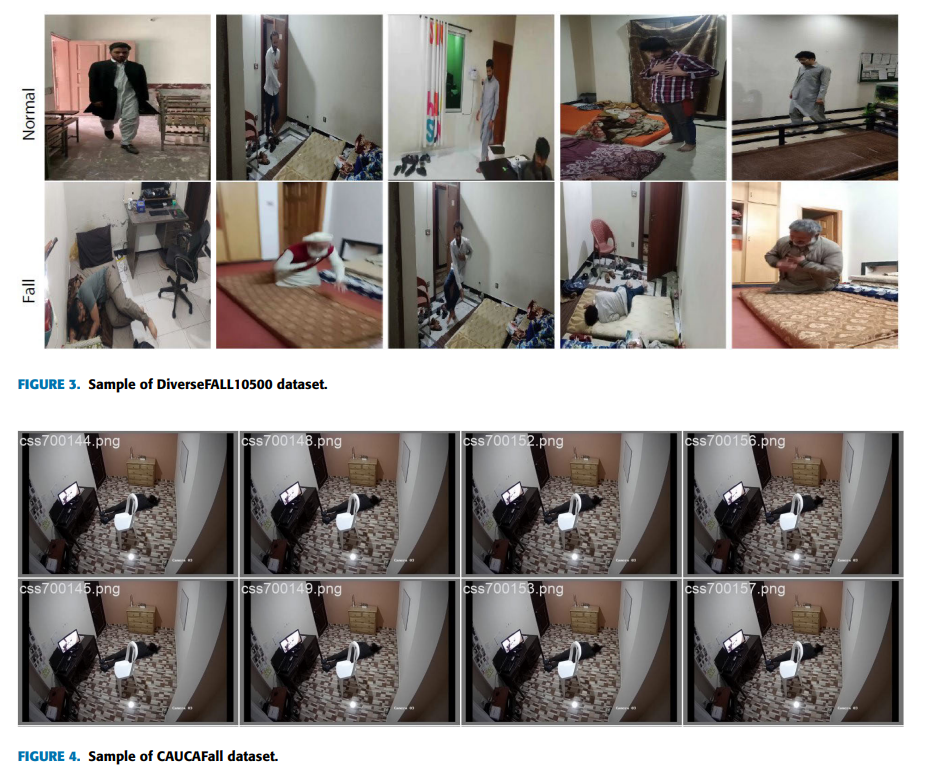 Normal
Fall
FIGURE 3. Sample of DiverseFALL10500 dataset.
css700144.png
css700148.png
css700152.png
css700156.png
css700145.png
css700149.png
css700153.png
css700157.png
FIGURE 4. Sample of CAUCAFall dataset.